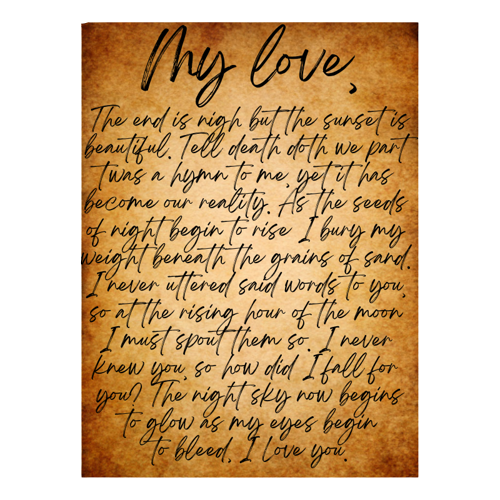 My love,
The end is nigh but the sunset is
beautiful. Tell death doth we part
twas a hymn to me, yet it has
become our reality. As the seeds
of night begin to rise I bury my
weight beneath the grains of sand.
I never uttered said words to you,
so at the rising hour of the moon
I must spout them so. I never
knew you, so how did I fall for
you? The night sky now begins
to glow as my eyes begin
to bleed, I love you.